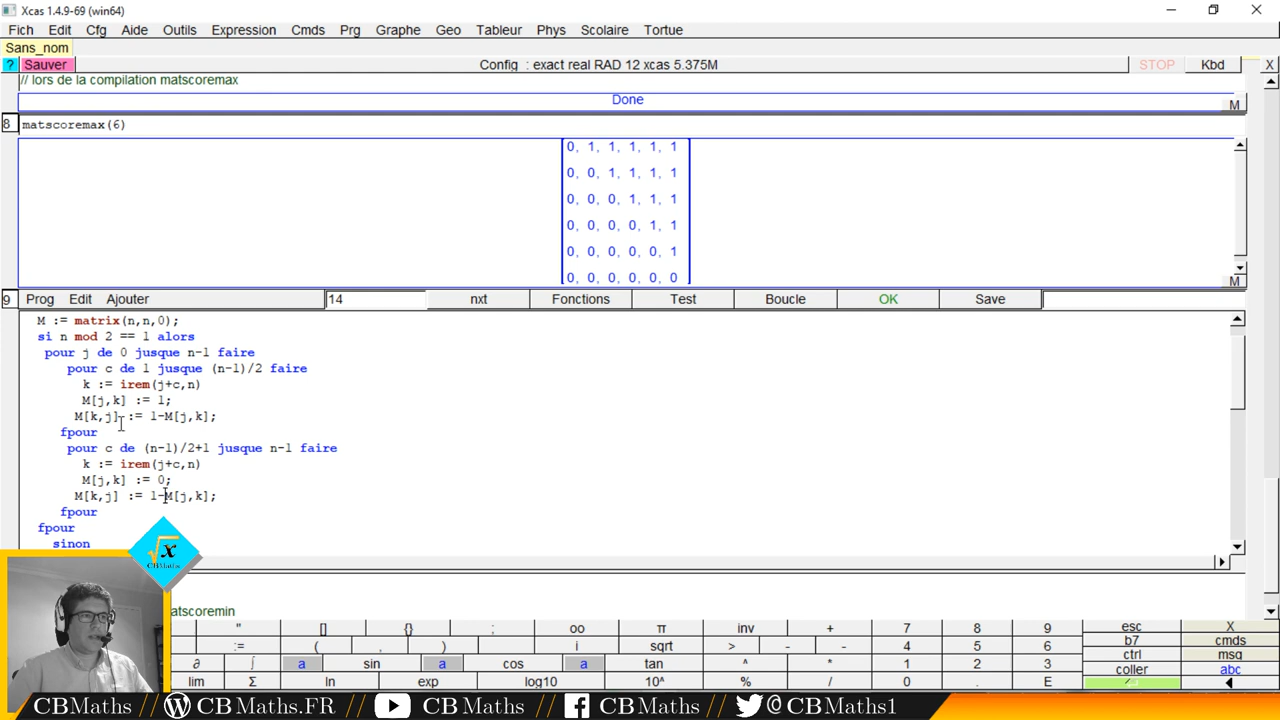 Xcas 1.4.9-69 (win64)
Fich Edit Cfg Aide Outils Expression Cmds Prg Graphe Geo Tableur Phys Scolaire Tortue
Sans_nom
? Sauver Config : exact real RAD 12 xcas 5.375M STOP Kbd X
// lors de la compilation matscoremax
Done
M
8 matscoremax(6)
0, 1, 1, 1, 1, 1
0, 0, 1, 1, 1, 1
0, 0, 0, 1, 1, 1
0, 0, 0, 0, 1, 1
0, 0, 0, 0, 0, 1
0, 0, 0, 0, 0, 0
M
9 Prog Edit Ajouter 14 nxt Fonctions Test Boucle OK Save
M := matrix(n,n,0);
si n mod 2 == 1 alors
pour j de 0 jusque n-1 faire
pour c de 1 jusque (n-1)/2 faire
k := irem(j+c,n)
M[j,k] := 1;
M[k,j] := 1-M[j,k];
fpour
pour c de (n-1)/2+1 jusque n-1 faire
k := irem(j+c,n)
M[j,k] := 0;
M[k,j] := 1-M[j,k];
fpour
fpour
sinon
x
CBMaths
atscoremin
" [] {} ; oo π inv + 7 8 9 esc X
:= ( , ) i sqrt > - - 4 5 6 b7 cmds
∂ ∫ a sin a cos a tan ^ * 1 2 3 ctrl msg
lim Σ ln exp log10 10^ % / 0 . E coller abc
CBMaths CBMaths.FR CBMaths CBMaths @CBMaths1